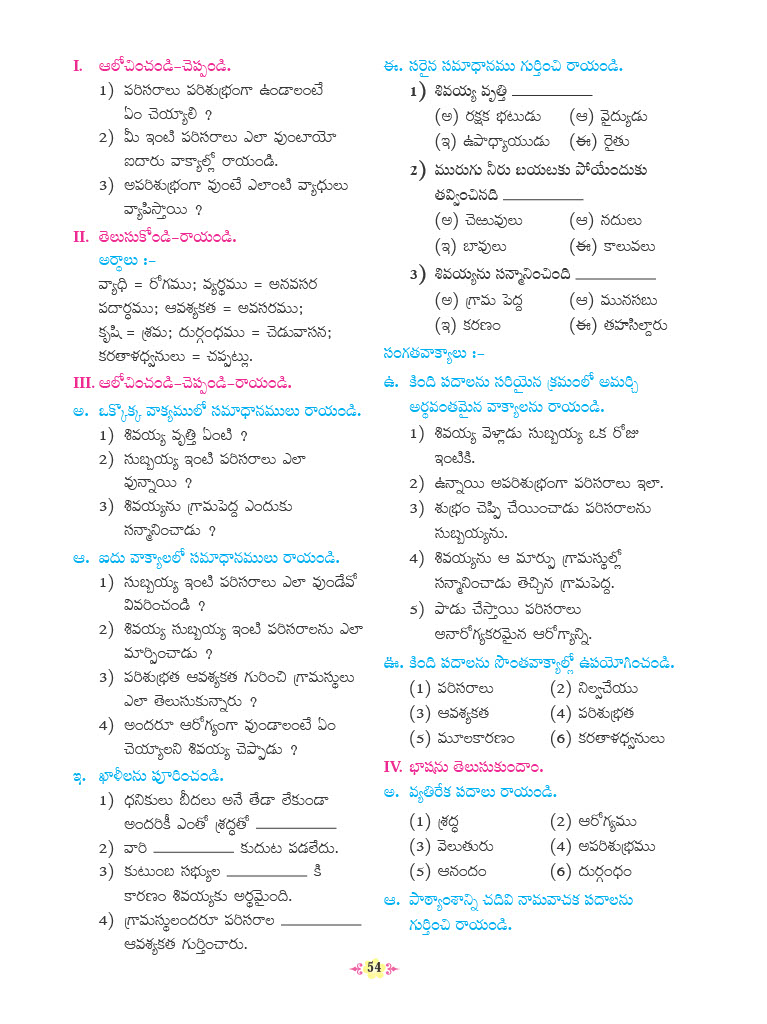 I. ఆలోచించండి-చెప్పండి.
1) పరిసరాలు పరిశుభ్రంగా ఉండాలంటే
ఏం చెయ్యాలి ?
2) మీ ఇంటి పరిసరాలు ఎలా వుంటాయో
ఐదారు వాక్యాల్లో రాయండి.
3) అపరిశుభ్రంగా వుంటే ఎలాంటి వ్యాధులు
వ్యాపిస్తాయి ?
II. తెలుసుకోండి-రాయండి.
అర్థాలు :-
వ్యాధి = రోగము; వ్యర్థము = అనవసర
పదార్థము; ఆవశ్యకత = అవసరము;
కృషి = శ్రమ; దుర్గంధము = చెడువాసన;
కరతాళధ్వనులు = చప్పట్లు.
III. ఆలోచించండి-చెప్పండి-రాయండి.
అ. ఒక్కొక్క వాక్యములో సమాధానములు రాయండి.
1) శివయ్య వృత్తి ఏంటి ?
2) సుబ్బయ్య ఇంటి పరిసరాలు ఎలా
వున్నాయి ?
3) శివయ్యను గ్రామపెద్ద ఎందుకు
సన్మానించాడు ?
ఆ. ఐదు వాక్యాలలో సమాధానములు రాయండి.
1) సుబ్బయ్య ఇంటి పరిసరాలు ఎలా వుండేవో
వివరించండి ?
2) శివయ్య సుబ్బయ్య ఇంటి పరిసరాలను ఎలా
మార్పించాడు ?
3) పరిశుభ్రత ఆవశ్యకత గురించి గ్రామస్థులు
ఎలా తెలుసుకున్నారు ?
4) అందరూ ఆరోగ్యంగా వుండాలంటే ఏం
చెయ్యాలని శివయ్య చెప్పాడు ?
ఇ. ఖాళీలను పూరించండి.
1) ధనికులు బీదలు అనే తేడా లేకుండా
అందరికీ ఎంతో శ్రద్ధతో ____________
2) వారి ____________ కుదుట పడలేదు.
3) కుటుంబ సభ్యుల ____________ కి
కారణం శివయ్యకు అర్థమైంది.
4) గ్రామస్థులందరూ పరిసరాల ____________
ఆవశ్యకత గుర్తించారు.
ఈ. సరైన సమాధానము గుర్తించి రాయండి.
1) శివయ్య వృత్తి ____________
(అ) రక్షక భటుడు (ఆ) వైద్యుడు
(ఇ) ఉపాధ్యాయుడు (ఈ) రైతు
2) మురుగు నీరు బయటకు పోయేందుకు
తవ్వించినది ____________
(అ) చెఱువులు (ఆ) నదులు
(ఇ) బావులు (ఈ) కాలువలు
3) శివయ్యను సన్మానించింది ____________
(అ) గ్రామ పెద్ద (ఆ) మునసబు
(ఇ) కరణం (ఈ) తహసిల్దారు
సంగతవాక్యాలు :-
ఉ. కింది పదాలను సరియైన క్రమంలో అమర్చి
అర్థవంతమైన వాక్యాలను రాయండి.
1) శివయ్య వెళ్లాడు సుబ్బయ్య ఒక రోజు
ఇంటికి.
2) ఉన్నాయి అపరిశుభ్రంగా పరిసరాలు ఇలా.
3) శుభ్రం చెప్పి చేయించాడు పరిసరాలను
సుబ్బయ్యను.
4) శివయ్యను ఆ మార్పు గ్రామస్థుల్లో
సన్మానించాడు తెచ్చిన గ్రామపెద్ద.
5) పాడు చేస్తాయి పరిసరాలు
అనారోగ్యకరమైన ఆరోగ్యాన్ని.
ఊ. కింది పదాలను సొంతవాక్యాల్లో ఉపయోగించండి.
(1) పరిసరాలు (2) నిల్వచేయు
(3) ఆవశ్యకత (4) పరిశుభ్రత
(5) మూలకారణం (6) కరతాళధ్వనులు
IV. భాషను తెలుసుకుందాం.
అ. వ్యతిరేక పదాలు రాయండి.
(1) శ్రద్ధ (2) ఆరోగ్యము
(3) వెలుతురు (4) అపరిశుభ్రము
(5) ఆనందం (6) దుర్గంధం
ఆ. పాఠ్యాంశాన్ని చదివి నామవాచక పదాలను
గుర్తించి రాయండి.
54